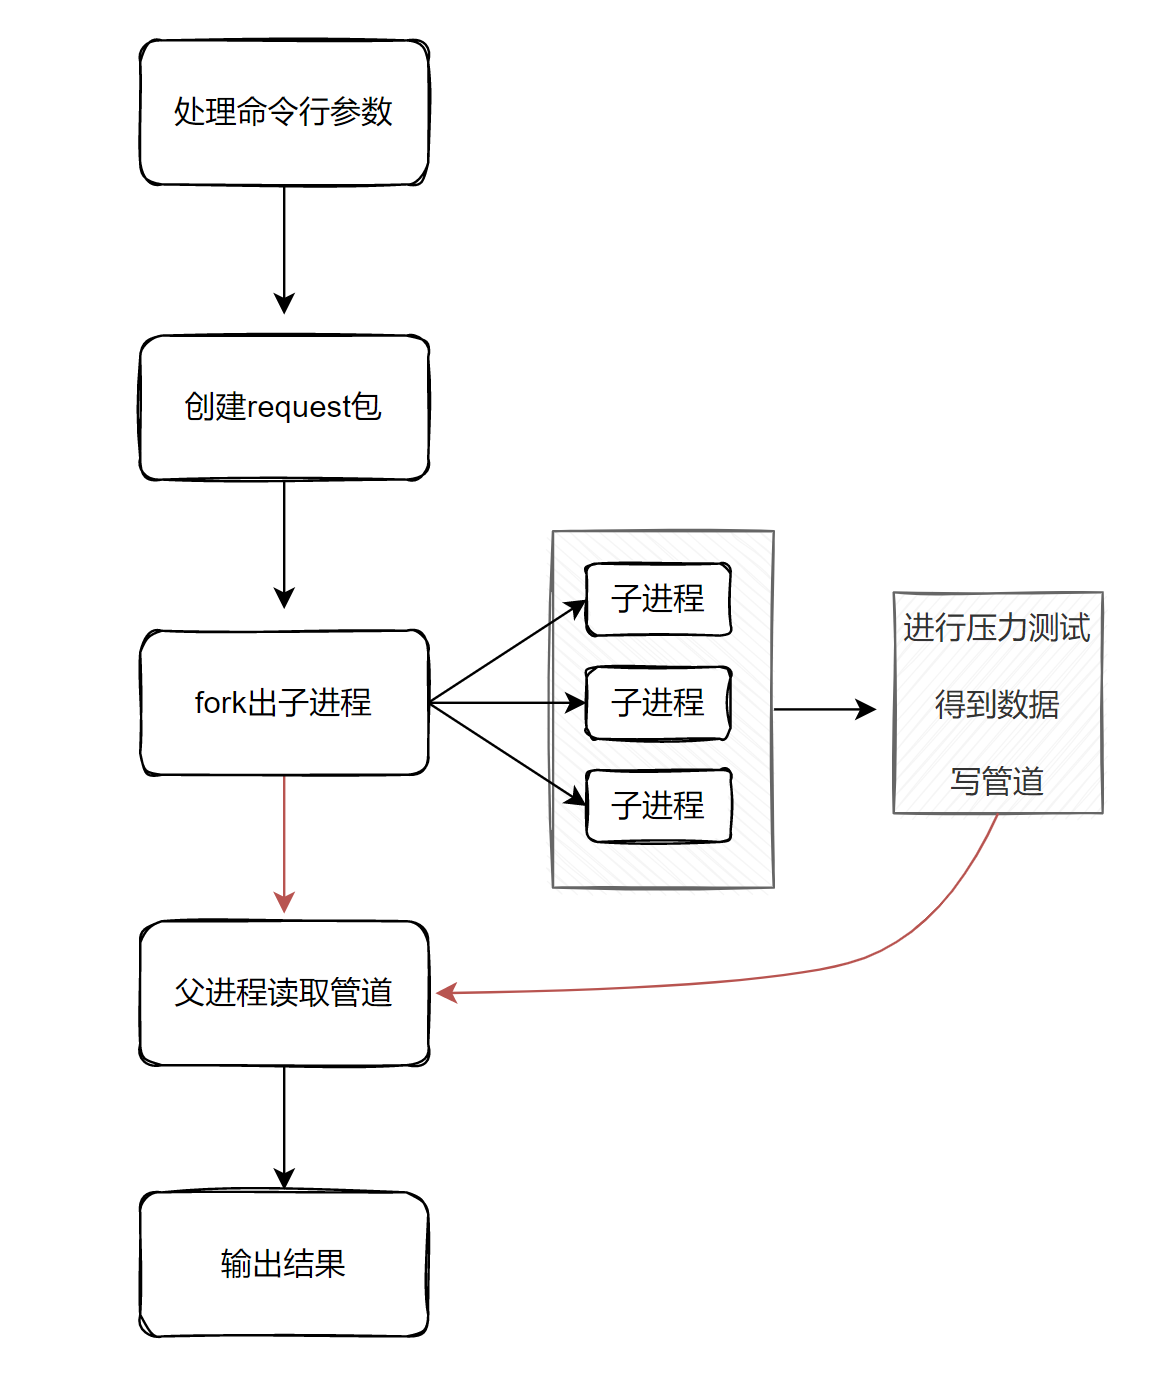 处理命令行参数
创建request包
fork出子进程
子进程
子进程
子进程
进行压力测试
得到数据
写管道
父进程读取管道
输出结果